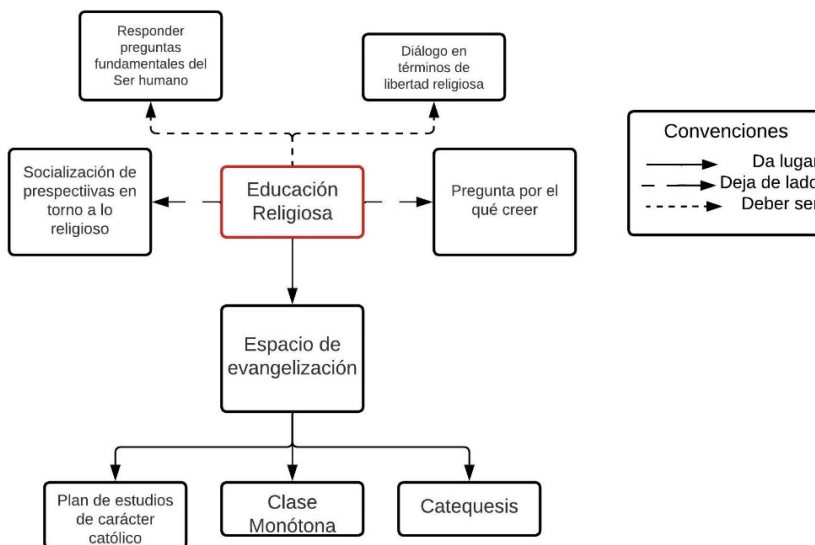 Responder
preguntas
fundamentales del
Ser humano
Diálogo en
términos de
libertad religiosa
Convenciones
Da lugar
Deja de lado
Deber ser
Socialización de
prespectiivas en
torno a lo
religioso
Educación
Religiosa
Pregunta por el
qué creer
Espacio de
evangelización
Plan de estudios
de carácter
católico
Clase
Monótona
Catequesis